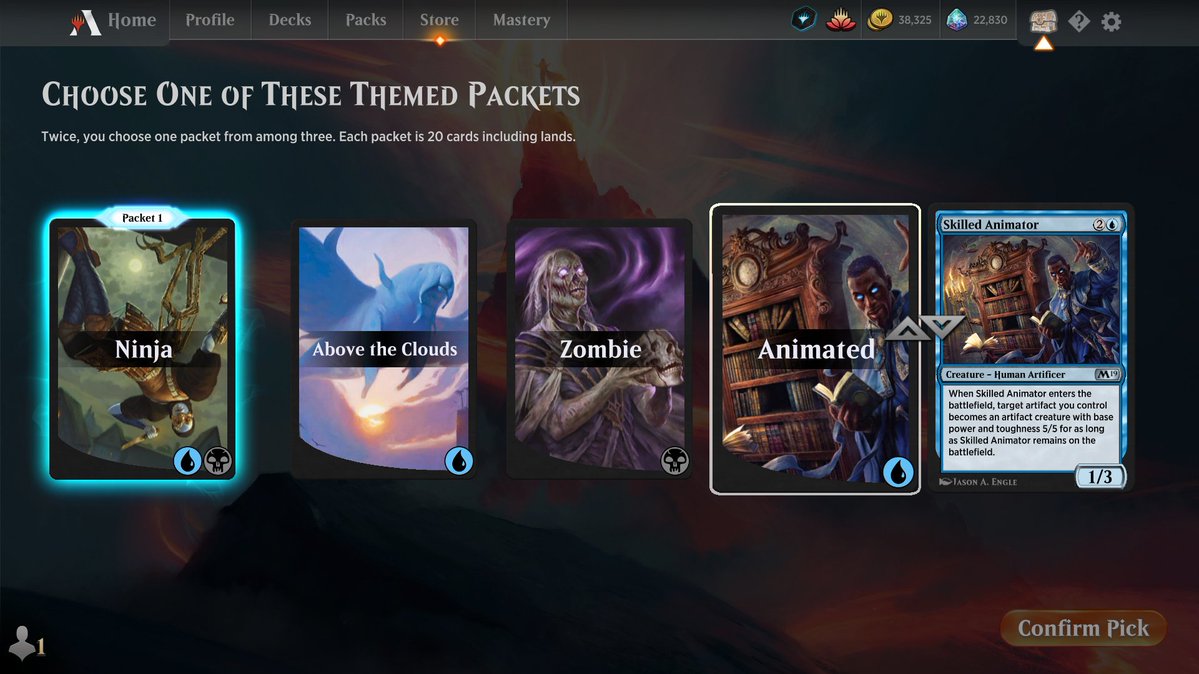 Home Profile Decks Packs Store Mastery 38,325 22,830
Choose One of These Themed Packets
Twice, you choose one packet from among three. Each packet is 20 cards including lands.
Packet 1
Ninja
Above the Clouds
Zombie
Animated
Skilled Animator 2
Creature – Human Artificer M19
When Skilled Animator enters the
battlefield, target artifact you control
becomes an artifact creature with base
power and toughness 5/5 for as long
as Skilled Animator remains on the
battlefield.
1/3
Jason A. Engle
1
Confirm Pick